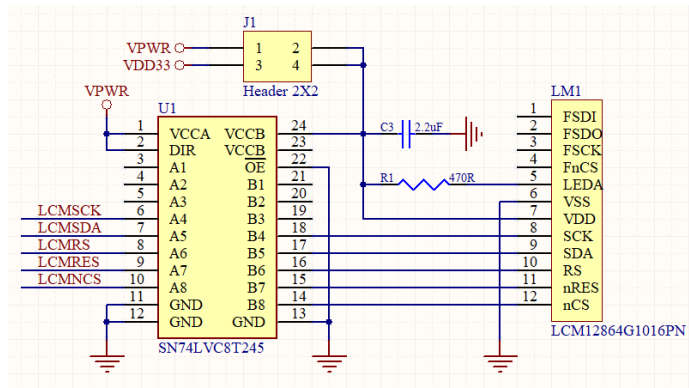 J1
VPWR 1 2
VDD33 3 4
Header 2X2
VPWR
U1
LM1
1 VCCA VCCB 24
2 DIR VCCB 23
3 A1 OE 22
4 A2 B1 21
5 A3 B2 20
LCMSCK 6 A4 B3 19
LCMSDA 7 A5 B4 18
LCMRS 8 A6 B5 17
LCMRES 9 A7 B6 16
LCMNCS 10 A8 B7 15
11 GND B8 14
12 GND GND 13
SN74LVC8T245
C3 2.2uF
R1 470R
1 FSDI
2 FSDO
3 FSCK
4 FnCS
5 LEDA
6 VSS
7 VDD
8 SCK
9 SDA
10 RS
11 nRES
12 nCS
LCM12864G1016PN